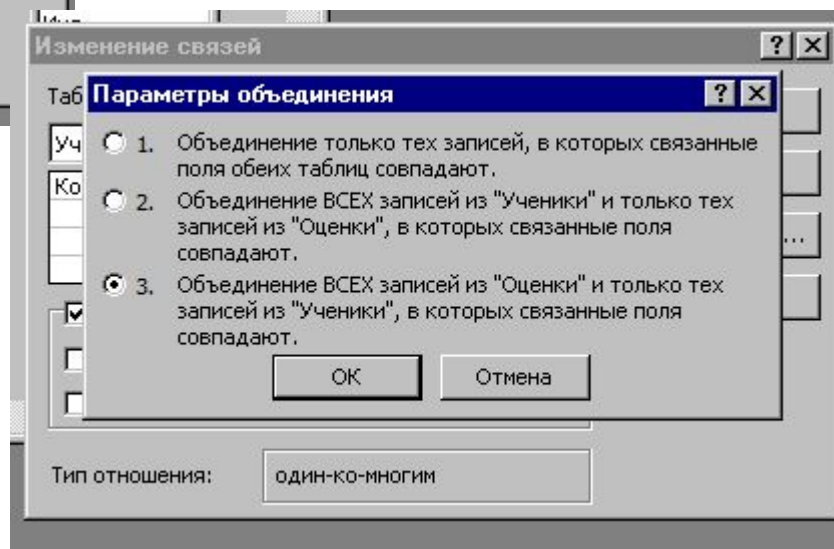 Изменение связей
Таб
Параметры объединения
Уч
1. Объединение только тех записей, в которых связанные
поля обеих таблиц совпадают.
Ко
2. Объединение ВСЕХ записей из "Ученики" и только тех
записей из "Оценки", в которых связанные поля
совпадают.
...
3. Объединение ВСЕХ записей из "Оценки" и только тех
записей из "Ученики", в которых связанные поля
совпадают.
ОК Отмена
Тип отношения: один-ко-многим